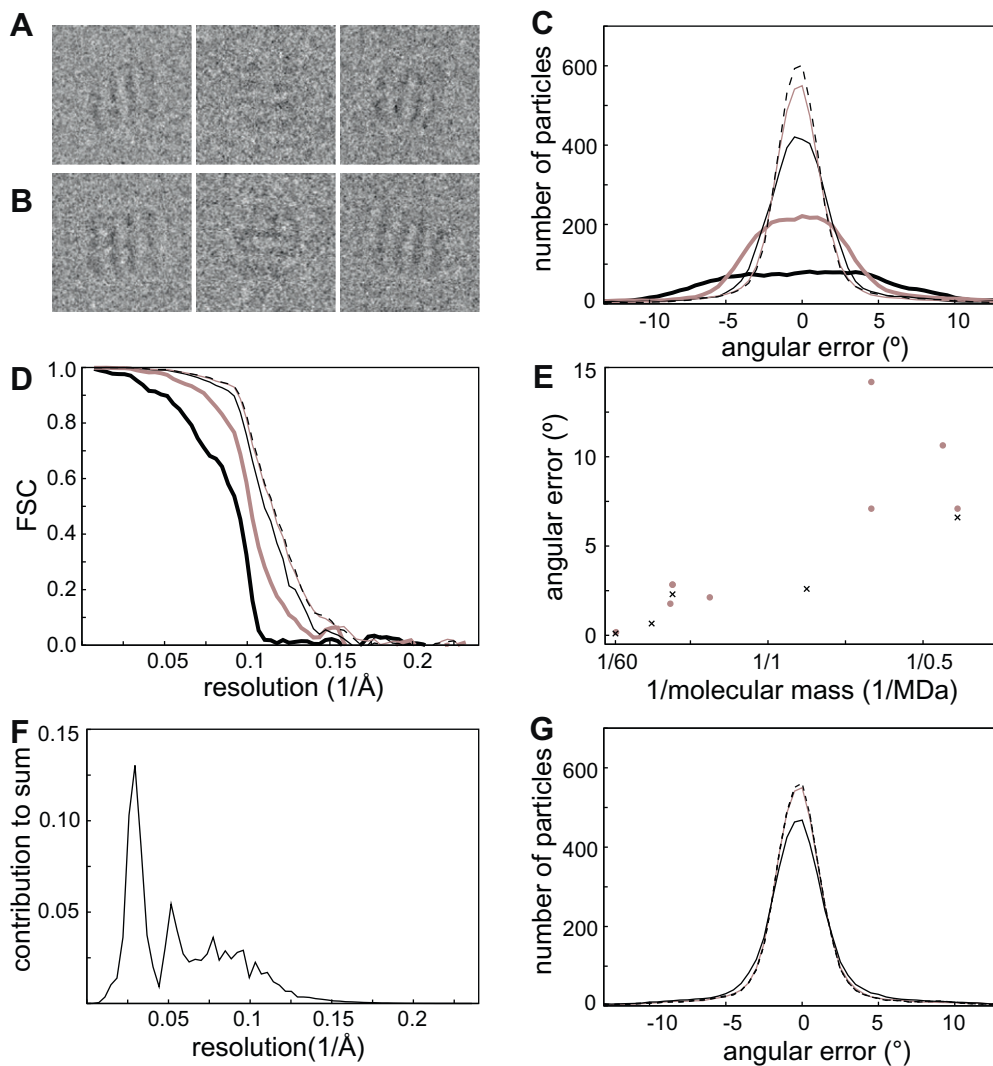 A
B
C
number of particles
600
400
200
0
-10 -5 0 5 10
angular error (º)
D
FSC
1.0
0.8
0.6
0.4
0.2
0.0
0.05 0.1 0.15 0.2
resolution (1/Å)
E
angular error (º)
15
10
5
0
1/60 1/1 1/0.5
1/molecular mass (1/MDa)
F
contribution to sum
0.15
0.10
0.05
0.05 0.1 0.15 0.2
resolution(1/Å)
G
number of particles
600
400
200
0
-10 -5 0 5 10
angular error (°)